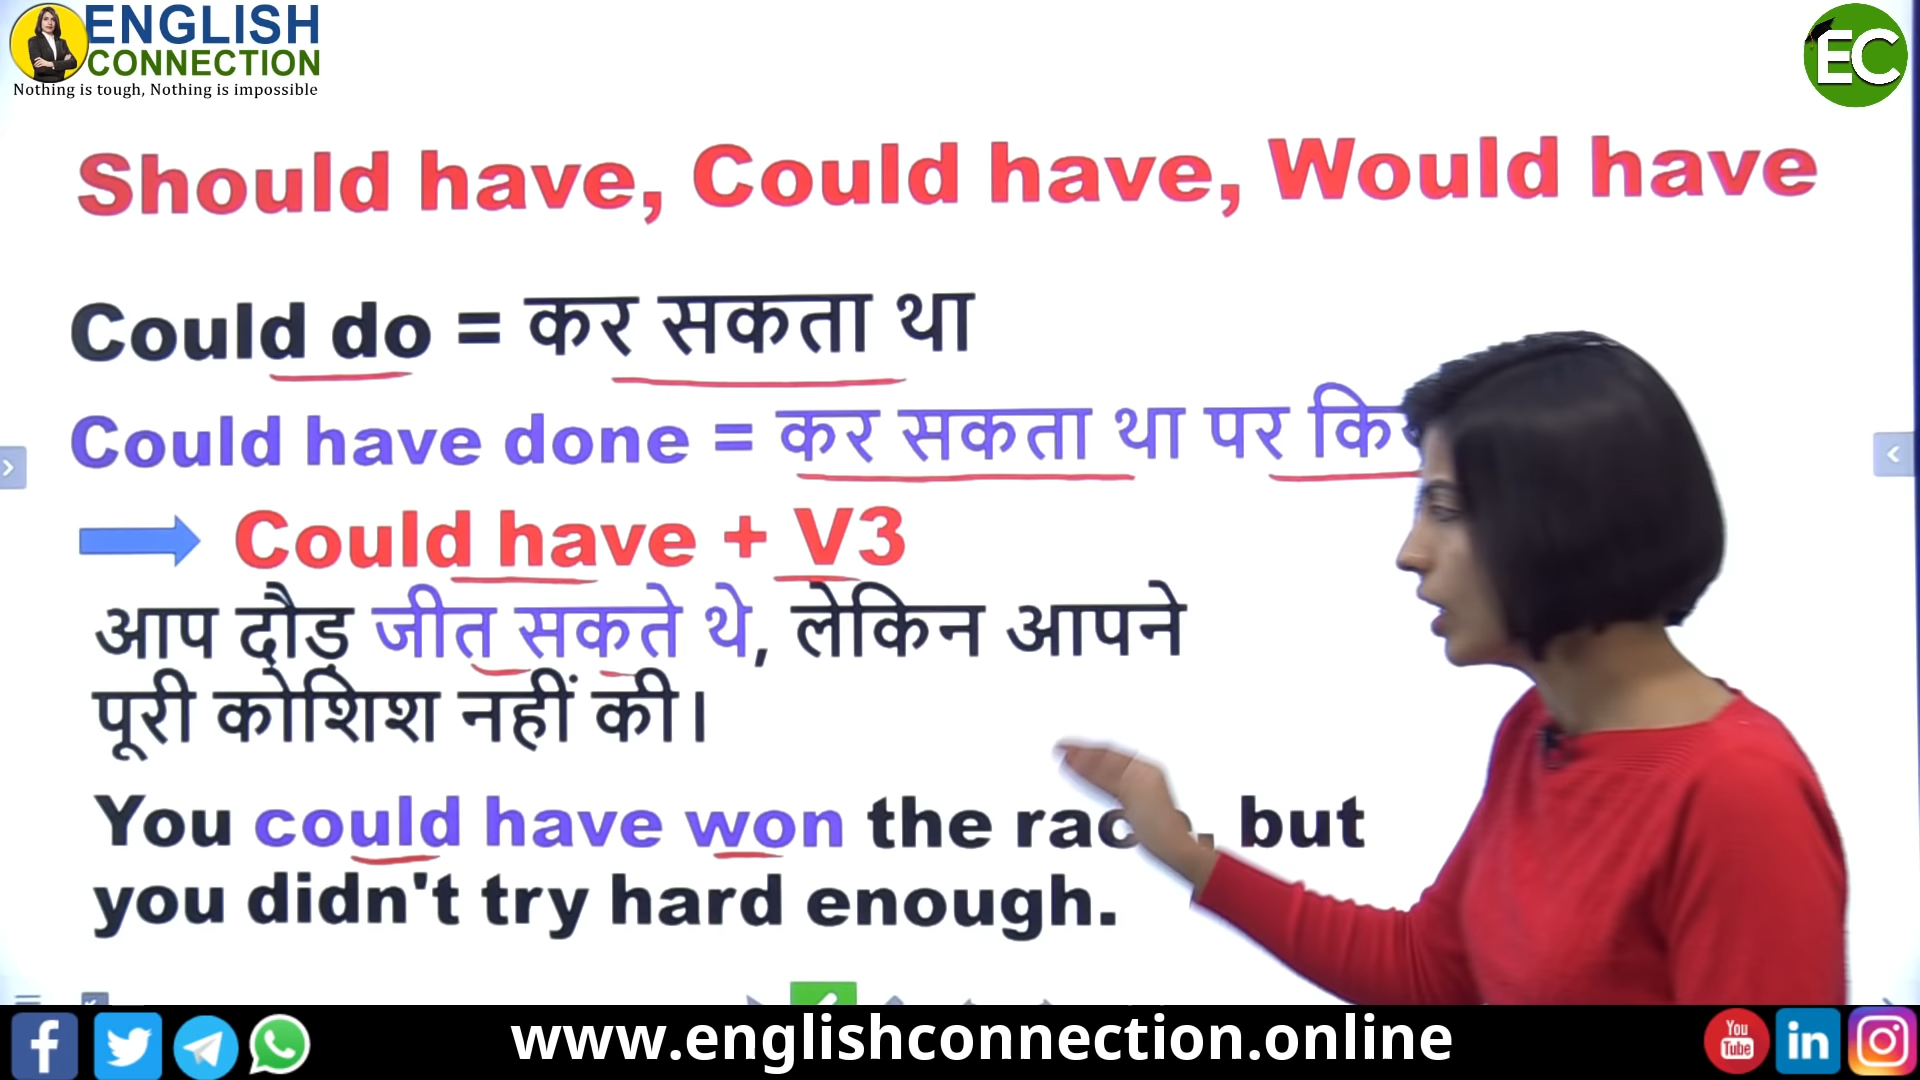 ENGLISH
CONNECTION
Nothing is tough, Nothing is impossible
EC
Should have, Could have, Would have
Could do = कर सकता था
Could have done = कर सकता था पर
Could have + V3
आप दौड़ जीत सकते थे, लेकिन आपने
पूरी कोशिश नहीं की।
You could have won the race, but
you didn't try hard enough.
www.englishconnection.online
You
Tube
in